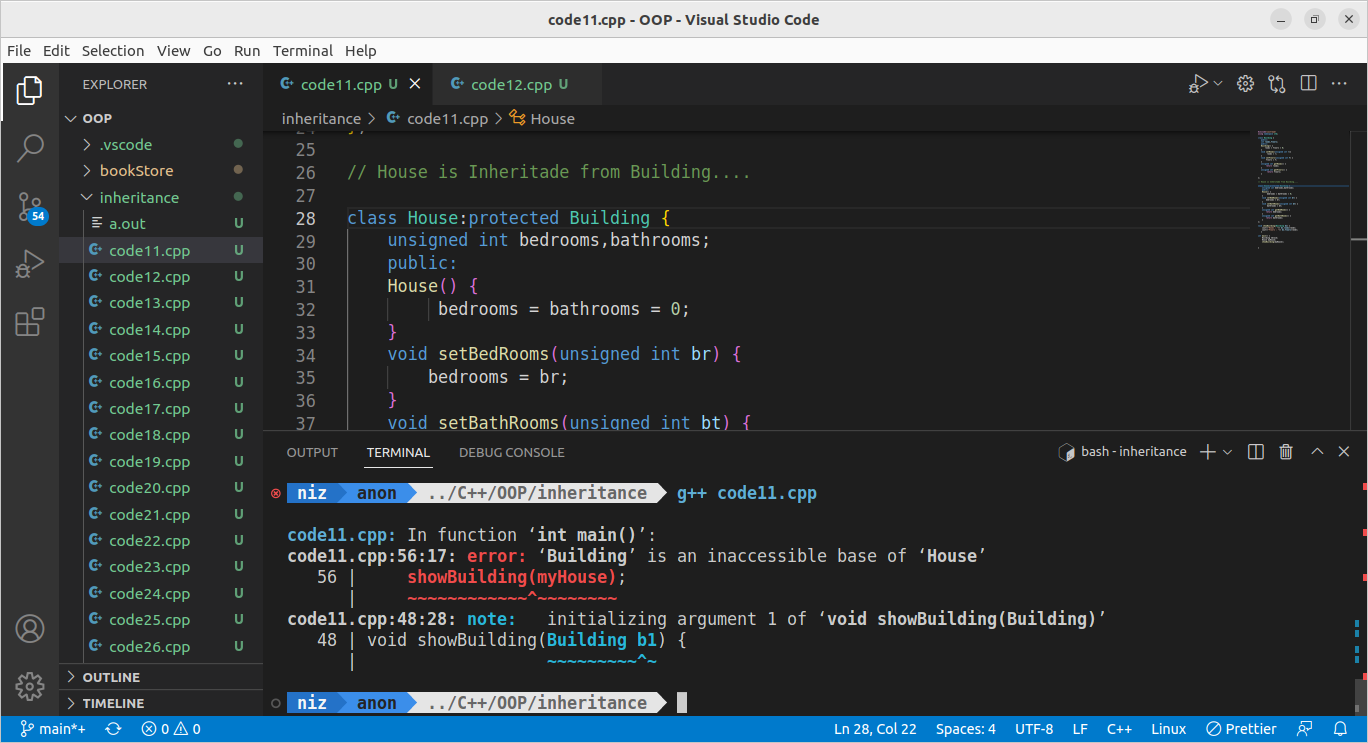 code11.cpp - OOP - Visual Studio Code
File Edit Selection View Go Run Terminal Help
EXPLORER
OOP
.vscode
bookStore
inheritance
a.out U
code11.cpp U
code12.cpp U
code13.cpp U
code14.cpp U
code15.cpp U
code16.cpp U
code17.cpp U
code18.cpp U
code19.cpp U
code20.cpp U
code21.cpp U
code22.cpp U
code23.cpp U
code24.cpp U
code25.cpp U
code26.cpp U
OUTLINE
TIMELINE
54
code11.cpp U code12.cpp U
inheritance > code11.cpp > House
25
26 // House is Inheritade from Building....
27
28 class House:protected Building {
29 unsigned int bedrooms,bathrooms;
30 public:
31 House() {
32 bedrooms = bathrooms = 0;
33 }
34 void setBedRooms(unsigned int br) {
35 bedrooms = br;
36 }
37 void setBathRooms(unsigned int bt) {
OUTPUT TERMINAL DEBUG CONSOLE bash - inheritance
niz anon ../C++/OOP/inheritance g++ code11.cpp
code11.cpp: In function ‘int main()’:
code11.cpp:56:17: error: ‘Building’ is an inaccessible base of ‘House’
56 | showBuilding(myHouse);
| ~~~~~~~~~~~~^~~~~~~~~
code11.cpp:48:28: note: initializing argument 1 of ‘void showBuilding(Building)’
48 | void showBuilding(Building b1) {
| ~~~~~~~~~^~
niz anon ../C++/OOP/inheritance
main*+ 0 0 Ln 28, Col 22 Spaces: 4 UTF-8 LF C++ Linux Prettier